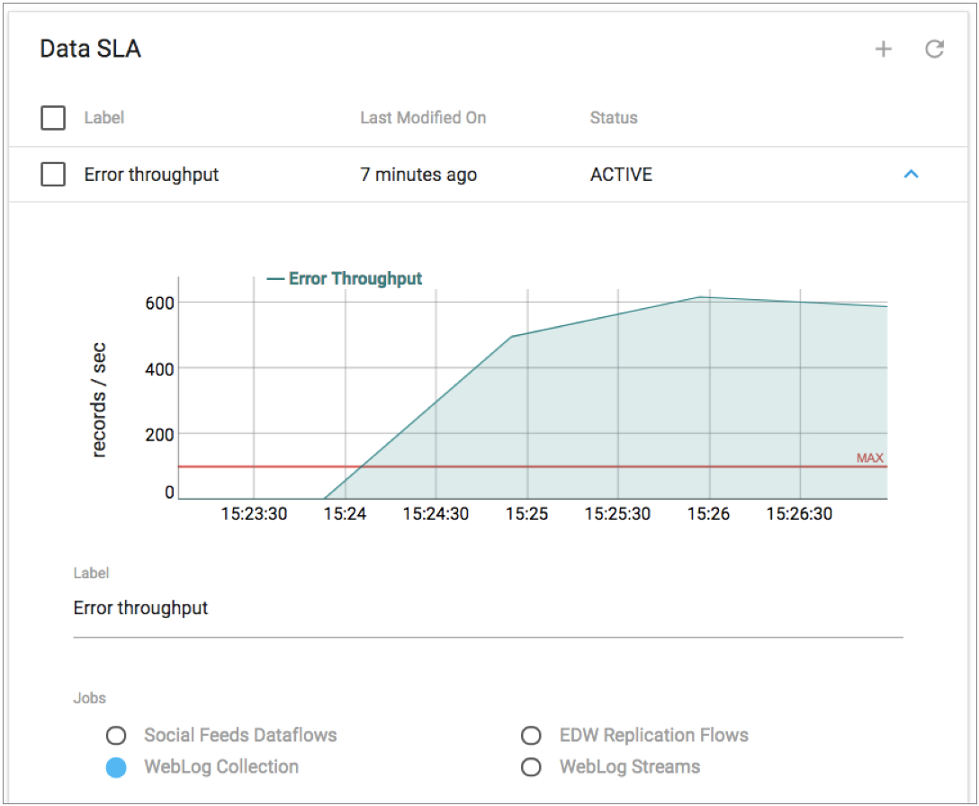 Data SLA
Label Last Modified On Status
Error throughput 7 minutes ago ACTIVE
Error Throughput
600
400
200
0
records / sec
MAX
15:23:30 15:24 15:24:30 15:25 15:25:30 15:26 15:26:30
Label
Error throughput
Jobs
Social Feeds Dataflows EDW Replication Flows
WebLog Collection WebLog Streams